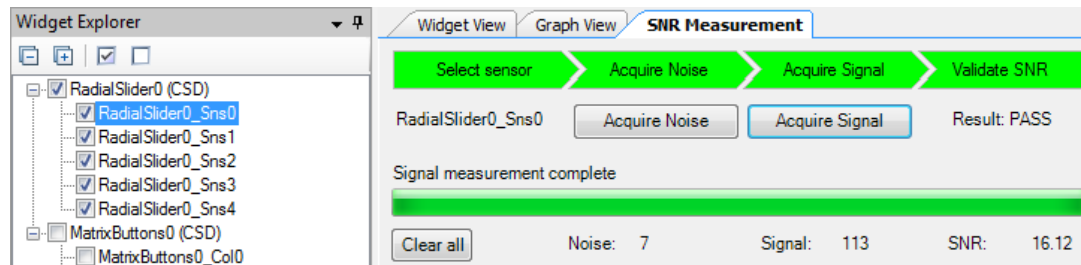 Widget Explorer
RadialSlider0 (CSD)
RadialSlider0_Sns0
RadialSlider0_Sns1
RadialSlider0_Sns2
RadialSlider0_Sns3
RadialSlider0_Sns4
MatrixButtons0 (CSD)
MatrixButtons0_Col0
Widget View Graph View SNR Measurement
Select sensor Acquire Noise Acquire Signal Validate SNR
RadialSlider0_Sns0 Acquire Noise Acquire Signal Result: PASS
Signal measurement complete
Clear all Noise: 7 Signal: 113 SNR: 16.12